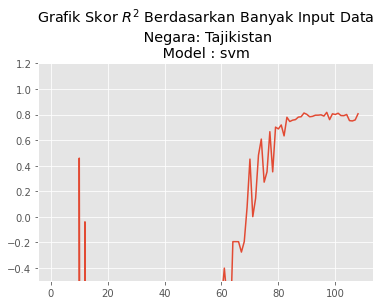 Grafik Skor R² Berdasarkan Banyak Input Data
Negara: Tajikistan
Model : svm
1.2
1.0
0.8
0.6
0.4
0.2
0.0
−0.2
−0.4
0 20 40 60 80 100